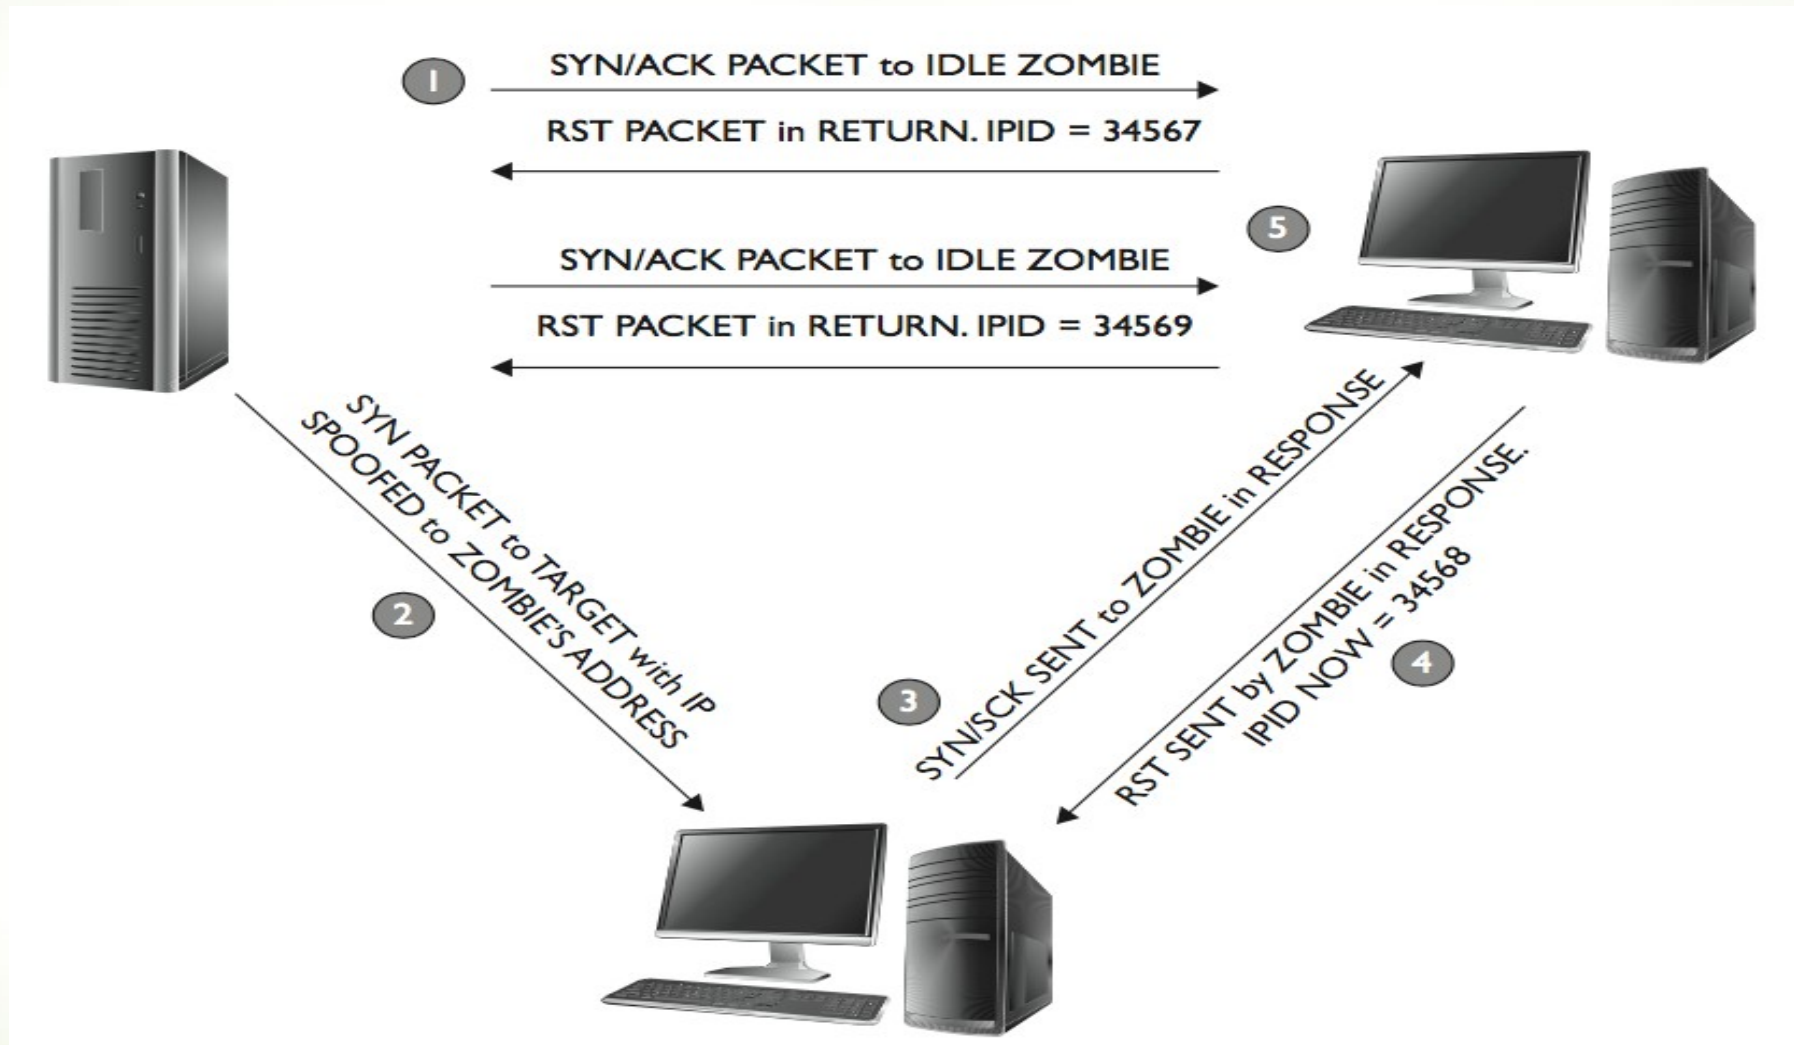 1
SYN/ACK PACKET to IDLE ZOMBIE
RST PACKET in RETURN. IPID = 34567
5
SYN/ACK PACKET to IDLE ZOMBIE
RST PACKET in RETURN. IPID = 34569
2
SYN PACKET to TARGET with IP
SPOOFED to ZOMBIE'S ADDRESS
3
SYN/SCK SENT to ZOMBIE in RESPONSE
4
RST SENT by ZOMBIE in RESPONSE.
IPID NOW = 34568